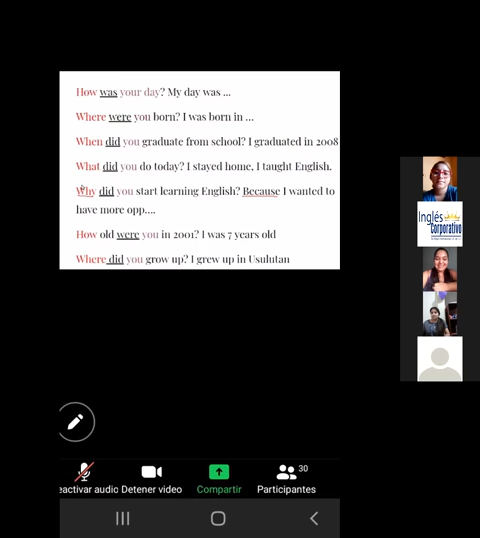 How was your day? My day was ...
Where were you born? I was born in ...
When did you graduate from school? I graduated in 2008
What did you do today? I stayed home, I taught English.
Why did you start learning English? Because I wanted to
have more opp....
How old were you in 2001? I was 7 years old
Where did you grow up? I grew up in Usulutan
Inglés
Corporativo
30
eactivar audio
Detener video
Compartir
Participantes